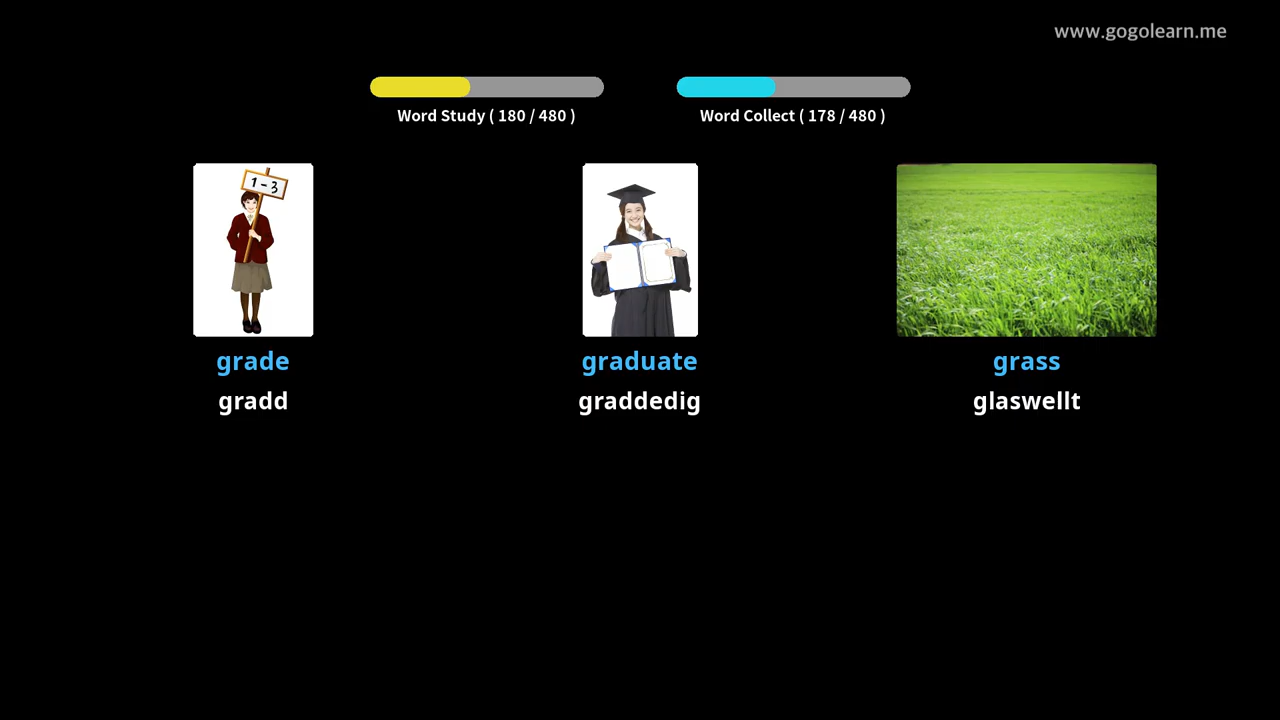 www.gogolearn.me
Word Study ( 180 / 480 )
Word Collect ( 178 / 480 )
1 - 3
grade
graduate
grass
gradd
graddedig
glaswellt